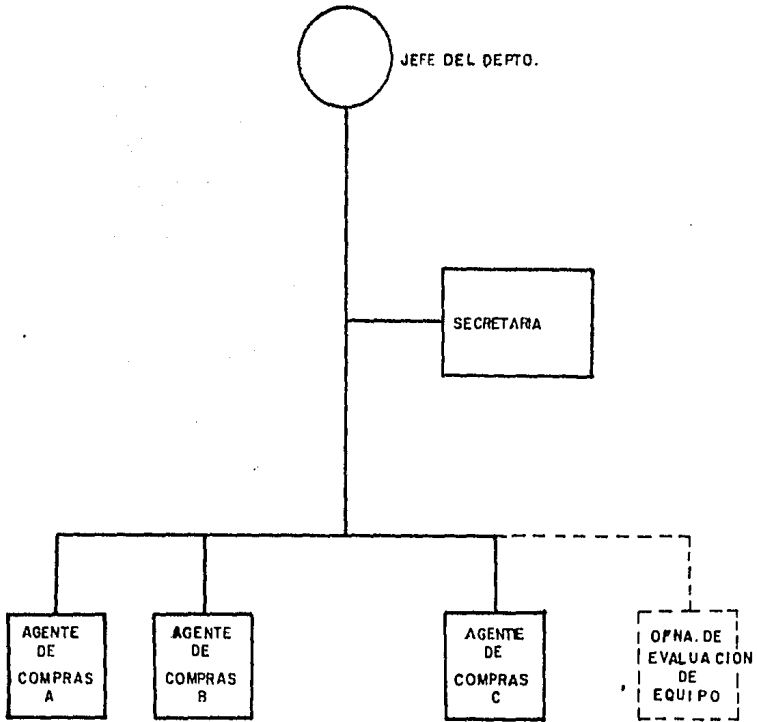 JEFE DEL DEPTO.
SECRETARIA
AGENTE
DE
COMPRAS
A
AGENTE
DE
COMPRAS
B
AGENTE
DE
COMPRAS
C
OFNA. DE
EVALUACION
DE
EQUIPO